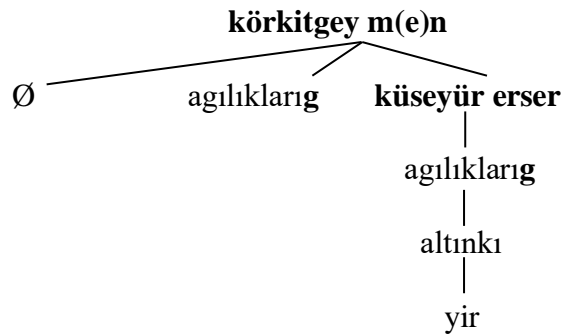 körkitgey m(e)n
Ø agılıklarıg küseyür erser
agılıklarıg
altınkı
yir